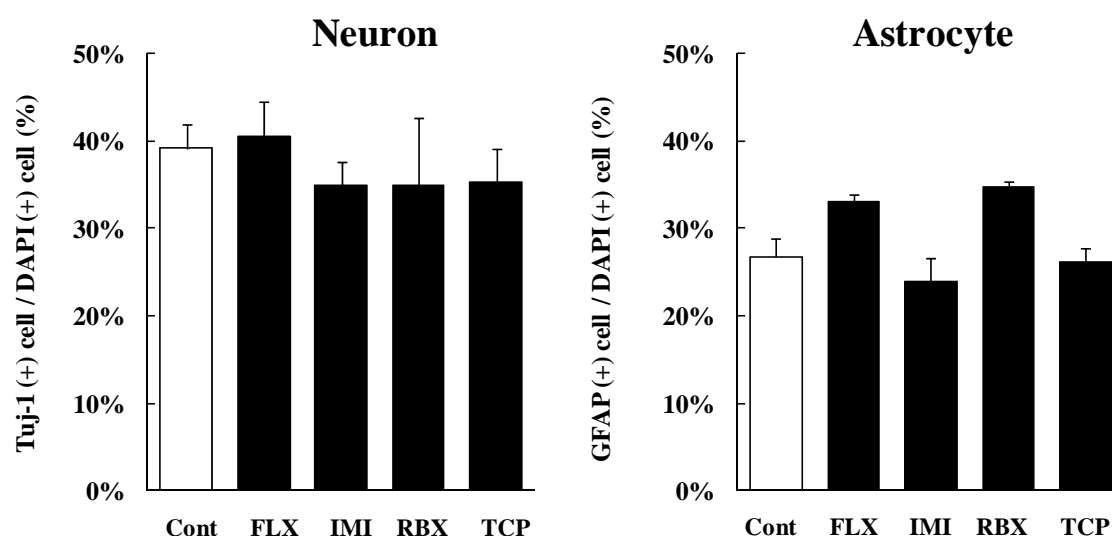 Neuron
50%
40%
30%
20%
10%
0%
Tuj-1 (+) cell / DAPI (+) cell (%)
Cont FLX IMI RBX TCP
Astrocyte
50%
40%
30%
20%
10%
0%
GFAP (+) cell / DAPI (+) cell (%)
Cont FLX IMI RBX TCP